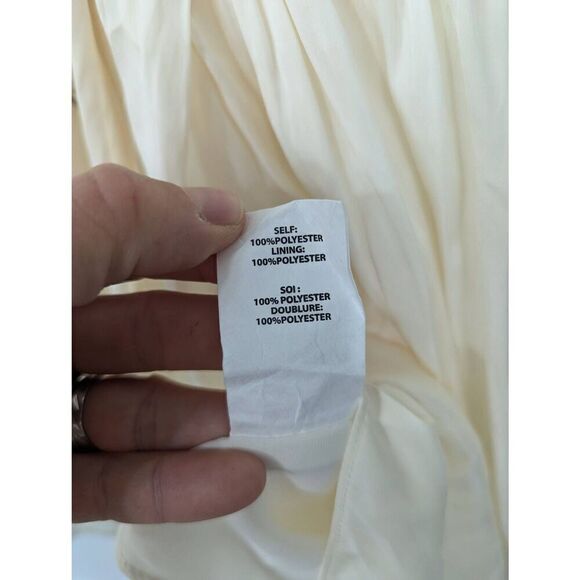 SELF:
100%POLYESTER
LINING:
100%POLYESTER
SOI :
100% POLYESTER
DOUBLURE:
100%POLYESTER